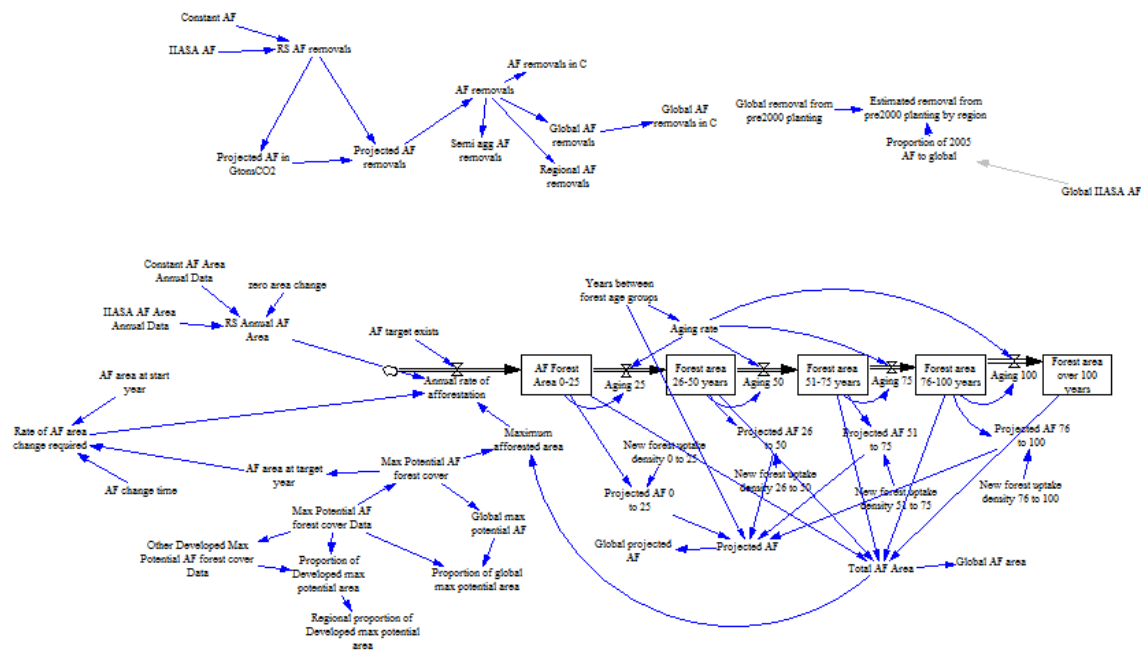 Constant AF
IIASA AF
RS AF removals
AF removals in C
AF removals
Global AF
removals in C
Global removal from
pre2000 planting
Estimated removal from
pre2000 planting by region
Projected AF in
GtonsCO2
Projected AF
removals
Semi agg AF
removals
Global AF
removals
Regional AF
removals
Proportion of 2005
AF to global
Global IIASA AF
Constant AF Area
Annual Data
zero area change
IIASA AF Area
Annual Data
RS Annual AF
Area
AF target exists
Years between
forest age groups
Aging rate
AF area at start
year
Annual rate of
afforestation
AF Forest
Area 0-25
Aging 25
Forest area
26-50 years
Aging 50
Forest area
51-75 years
Aging 75
Forest area
76-100 years
Aging 100
Forest area
over 100
years
Rate of AF area
change required
AF change time
AF area at target
year
Max Potential AF
forest cover
Maximum
afforested area
New forest uptake
density 0 to 25
Projected AF 26
to 50
Projected AF 51
to 75
Projected AF 76
to 100
Projected AF 0
to 25
New forest uptake
density 26 to 50
New forest uptake
density 51 to 75
New forest uptake
density 76 to 100
Max Potential AF
forest cover Data
Global max
potential AF
Other Developed Max
Potential AF forest cover
Data
Proportion of
Developed max
potential area
Proportion of global
max potential area
Regional proportion of
Developed max potential
area
Global projected
AF
Projected AF
Total AF Area
Global AF area